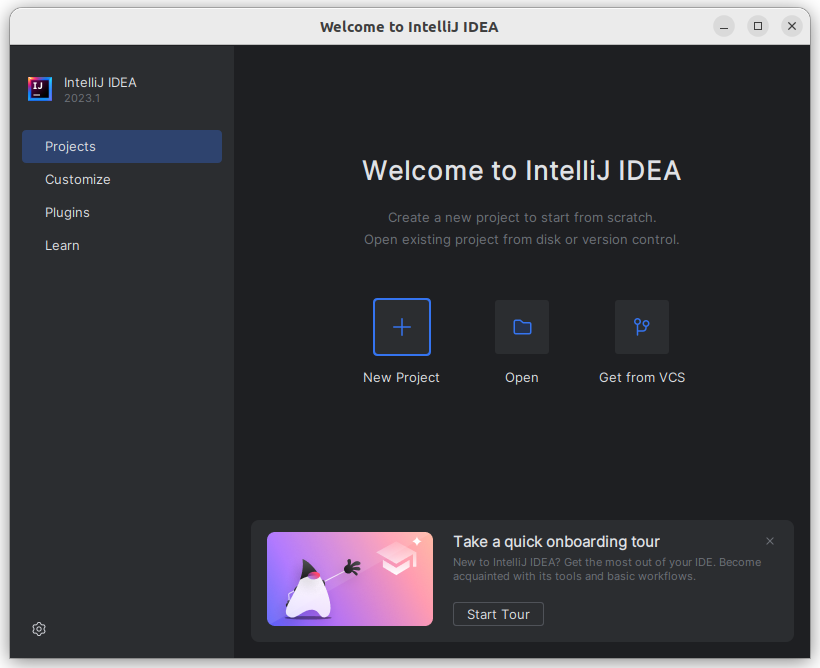 Welcome to IntelliJ IDEA
IJ
IntelliJ IDEA
2023.1
Projects
Customize
Plugins
Learn
Welcome to IntelliJ IDEA
Create a new project to start from scratch.
Open existing project from disk or version control.
New Project
Open
Get from VCS
Take a quick onboarding tour
New to IntelliJ IDEA? Get the most out of your IDE. Become
acquainted with its tools and basic workflows.
Start Tour